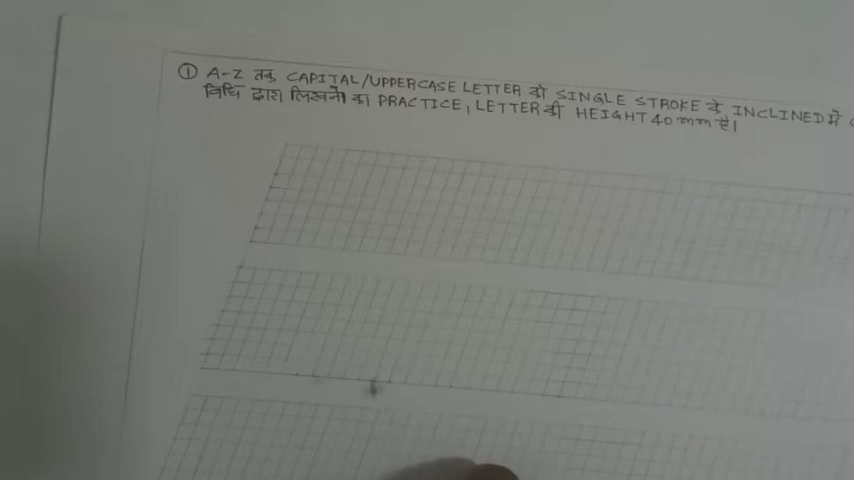 ① A-Z तक CAPITAL/UPPERCASE LETTER को SINGLE STROKE के INCLINED में
विधि द्वारा लिखने का PRACTICE, LETTER की HEIGHT 40 mm है।